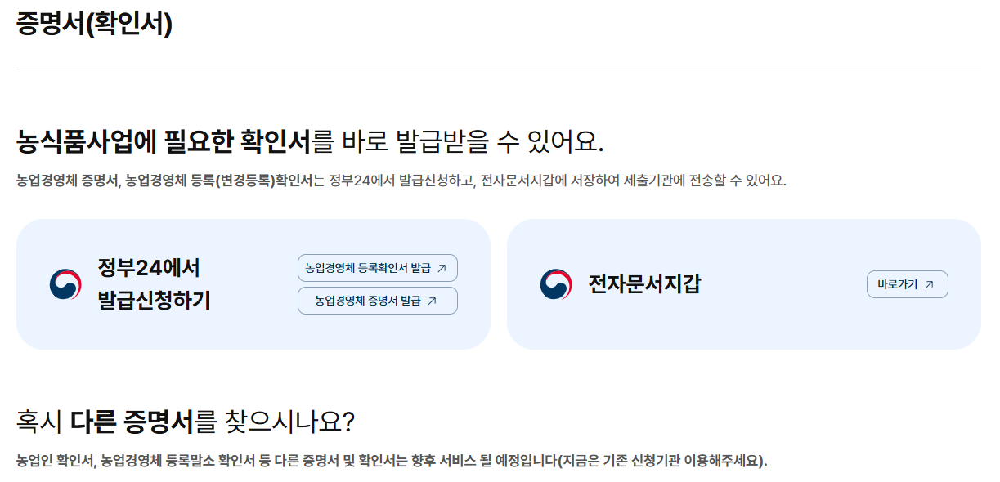 증명서(확인서)
농식품사업에 필요한 확인서를 바로 발급받을 수 있어요.
농업경영체 증명서, 농업경영체 등록(변경등록)확인서는 정부24에서 발급신청하고, 전자문서지갑에 저장하여 제출기관에 전송할 수 있어요.
정부24에서
발급신청하기
농업경영체 등록확인서 발급 ↗
농업경영체 증명서 발급 ↗
전자문서지갑
바로가기 ↗
혹시 다른 증명서를 찾으시나요?
농업인 확인서, 농업경영체 등록말소 확인서 등 다른 증명서 및 확인서는 향후 서비스 될 예정입니다(지금은 기존 신청기관 이용해주세요).